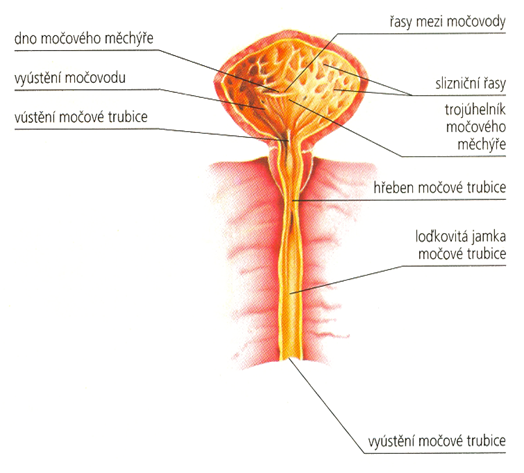 řasy mezi močovody
dno močového měchýře
vyústění močovodu
slizniční řasy
vústění močové trubice
trojúhelník
močového
měchýře
hřeben močové trubice
loďkovitá jamka
močové trubice
vyústění močové trubice